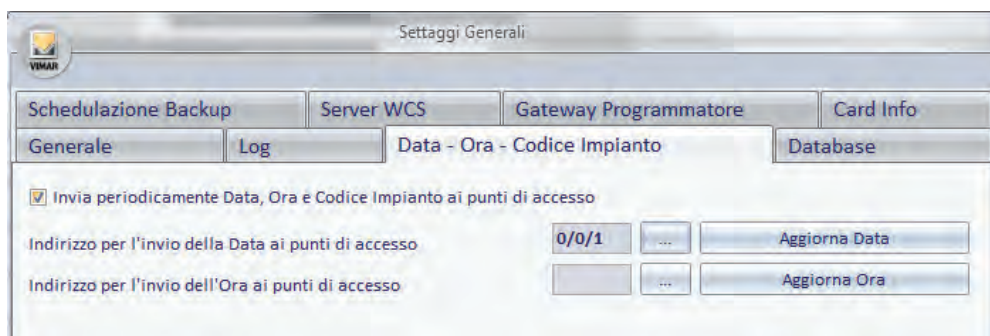 Settaggi Generali
VIMAR
Schedulazione Backup Server WCS Gateway Programmatore Card Info
Generale Log Data - Ora - Codice Impianto Database
Invia periodicamente Data, Ora e Codice Impianto ai punti di accesso
Indirizzo per l'invio della Data ai punti di accesso 0/0/1 ... Aggiorna Data
Indirizzo per l'invio dell'Ora ai punti di accesso ... Aggiorna Ora